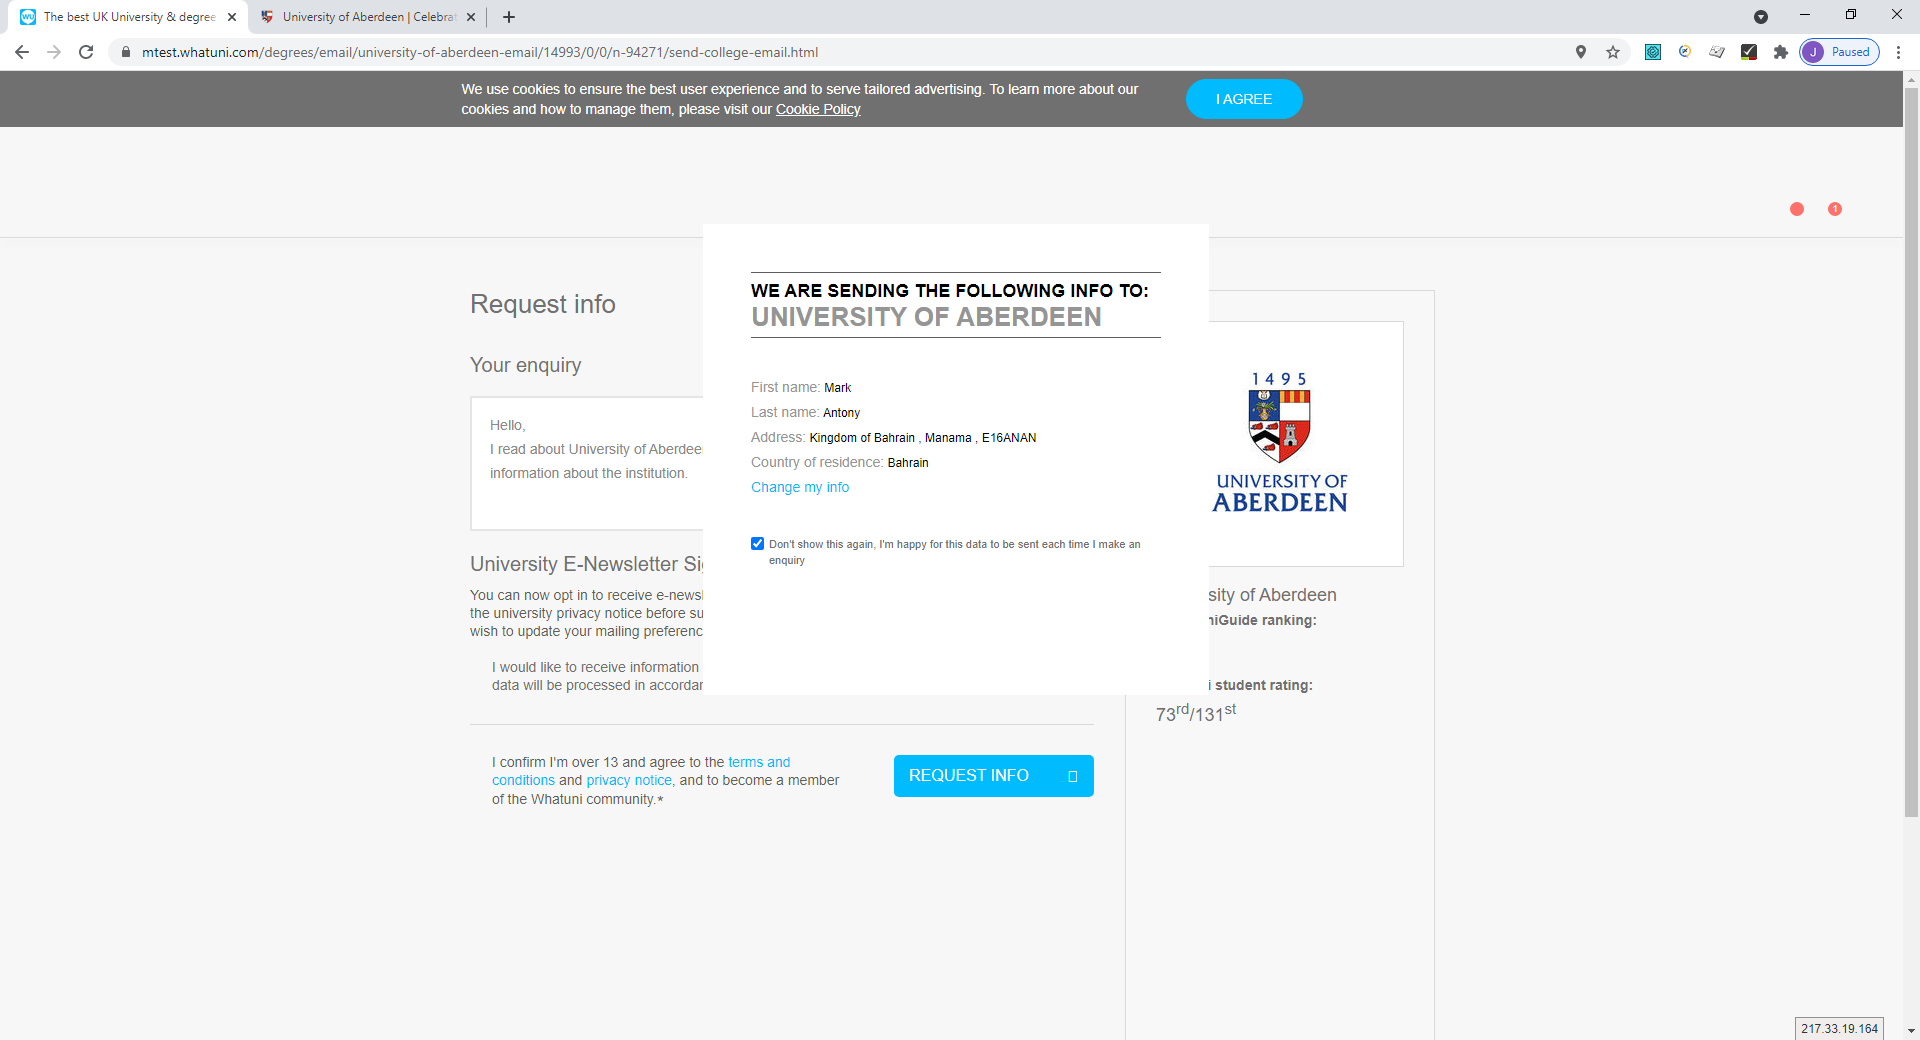 The best UK University & degree
University of Aberdeen | Celebrat
mtest.whatuni.com/degrees/email/university-of-aberdeen-email/14993/0/0/n-94271/send-college-email.html
J Paused
We use cookies to ensure the best user experience and to serve tailored advertising. To learn more about our
cookies and how to manage them, please visit our Cookie Policy
I AGREE
1
Request info
Your enquiry
Hello,
I read about University of Aberdee
information about the institution.
University E-Newsletter Si
You can now opt in to receive e-newsl
the university privacy notice before su
wish to update your mailing preferenc
I would like to receive information
data will be processed in accordar
I confirm I'm over 13 and agree to the terms and
conditions and privacy notice, and to become a member
of the Whatuni community.*
REQUEST INFO
WE ARE SENDING THE FOLLOWING INFO TO:
UNIVERSITY OF ABERDEEN
First name: Mark
Last name: Antony
Address: Kingdom of Bahrain , Manama , E16ANAN
Country of residence: Bahrain
Change my info
Don't show this again, I'm happy for this data to be sent each time I make an
enquiry
1495
UNIVERSITY OF
ABERDEEN
sity of Aberdeen
niGuide ranking:
i student rating:
73rd/131st
217.33.19.164